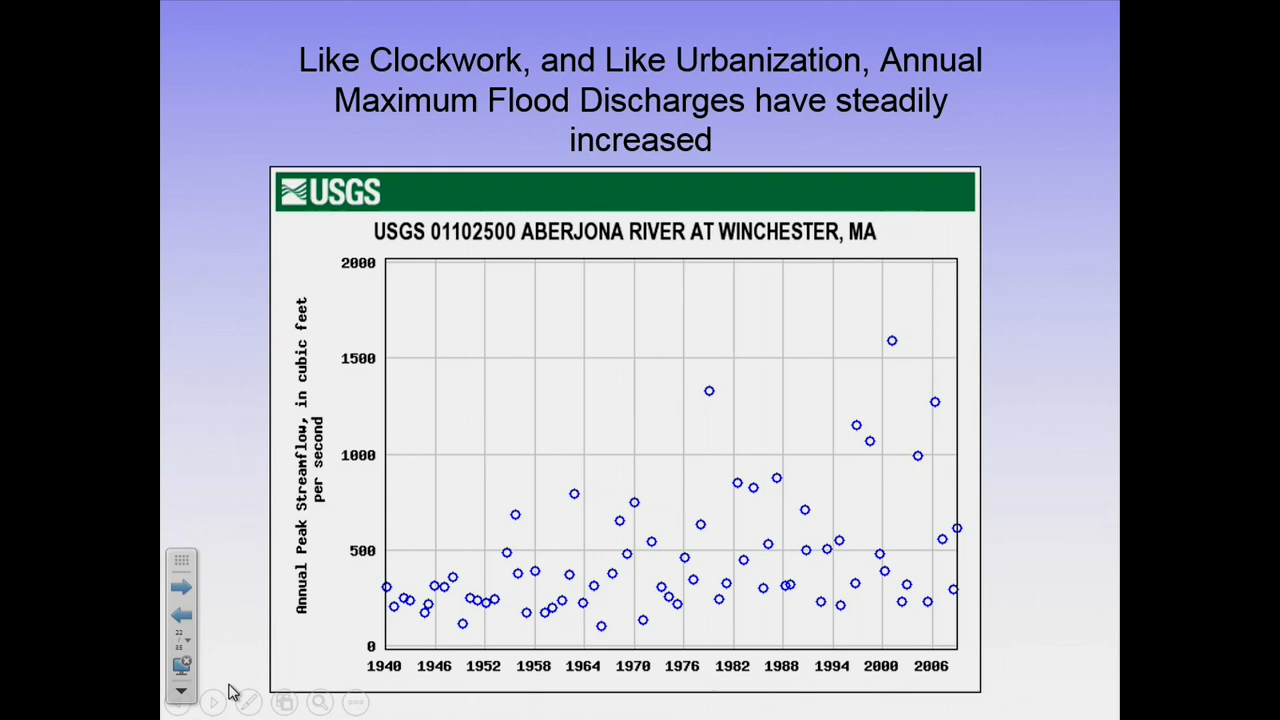 Like Clockwork, and Like Urbanization, Annual
Maximum Flood Discharges have steadily
increased
USGS
USGS 01102500 ABERJONA RIVER AT WINCHESTER, MA
Annual Peak Streamflow, in cubic feet
per second
2000
1500
1000
500
0
1940 1946 1952 1958 1964 1970 1976 1982 1988 1994 2000 2006
22
/